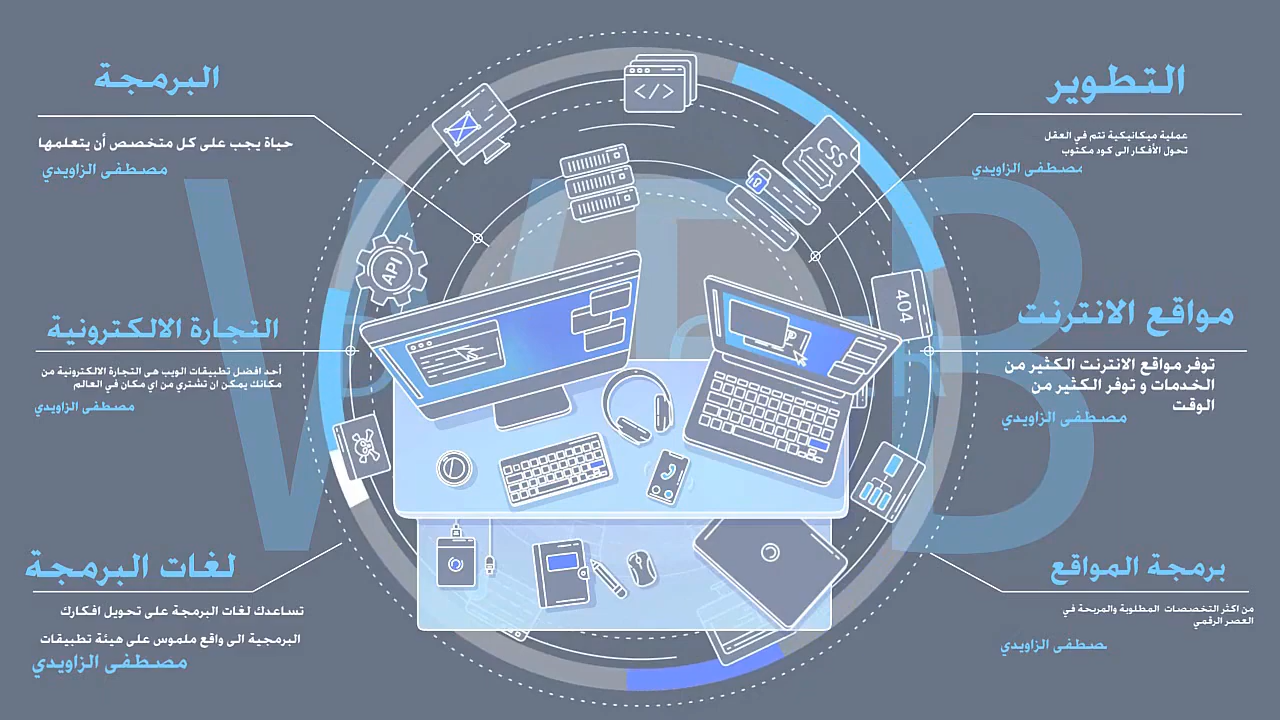 التطوير
عملية ميكانيكية تتم في العقل
تحول الأفكار الى كود مكتوب
مصطفى الزاويدي
البرمجة
حياة يجب على كل متخصص أن يتعلمها
مصطفى الزاويدي
مواقع الانترنت
توفر مواقع الانترنت الكثير من
الخدمات و توفر الكثير من
الوقت
مصطفى الزاويدي
التجارة الالكترونية
أحد افضل تطبيقات الويب هى التجارة الالكترونية من
مكانك يمكن ان تشتري من اي مكان في العالم
مصطفى الزاويدي
برمجة المواقع
من اكثر التخصصات المطلوبة والمربحة في
العصر الرقمي
صطفى الزاويدي
لغات البرمجة
تساعدك لغات البرمجة على تحويل افكارك
البرمجية الى واقع ملموس على هيئة تطبيقات
مصطفى الزاويدي
WEB
</>
CSS
API
404